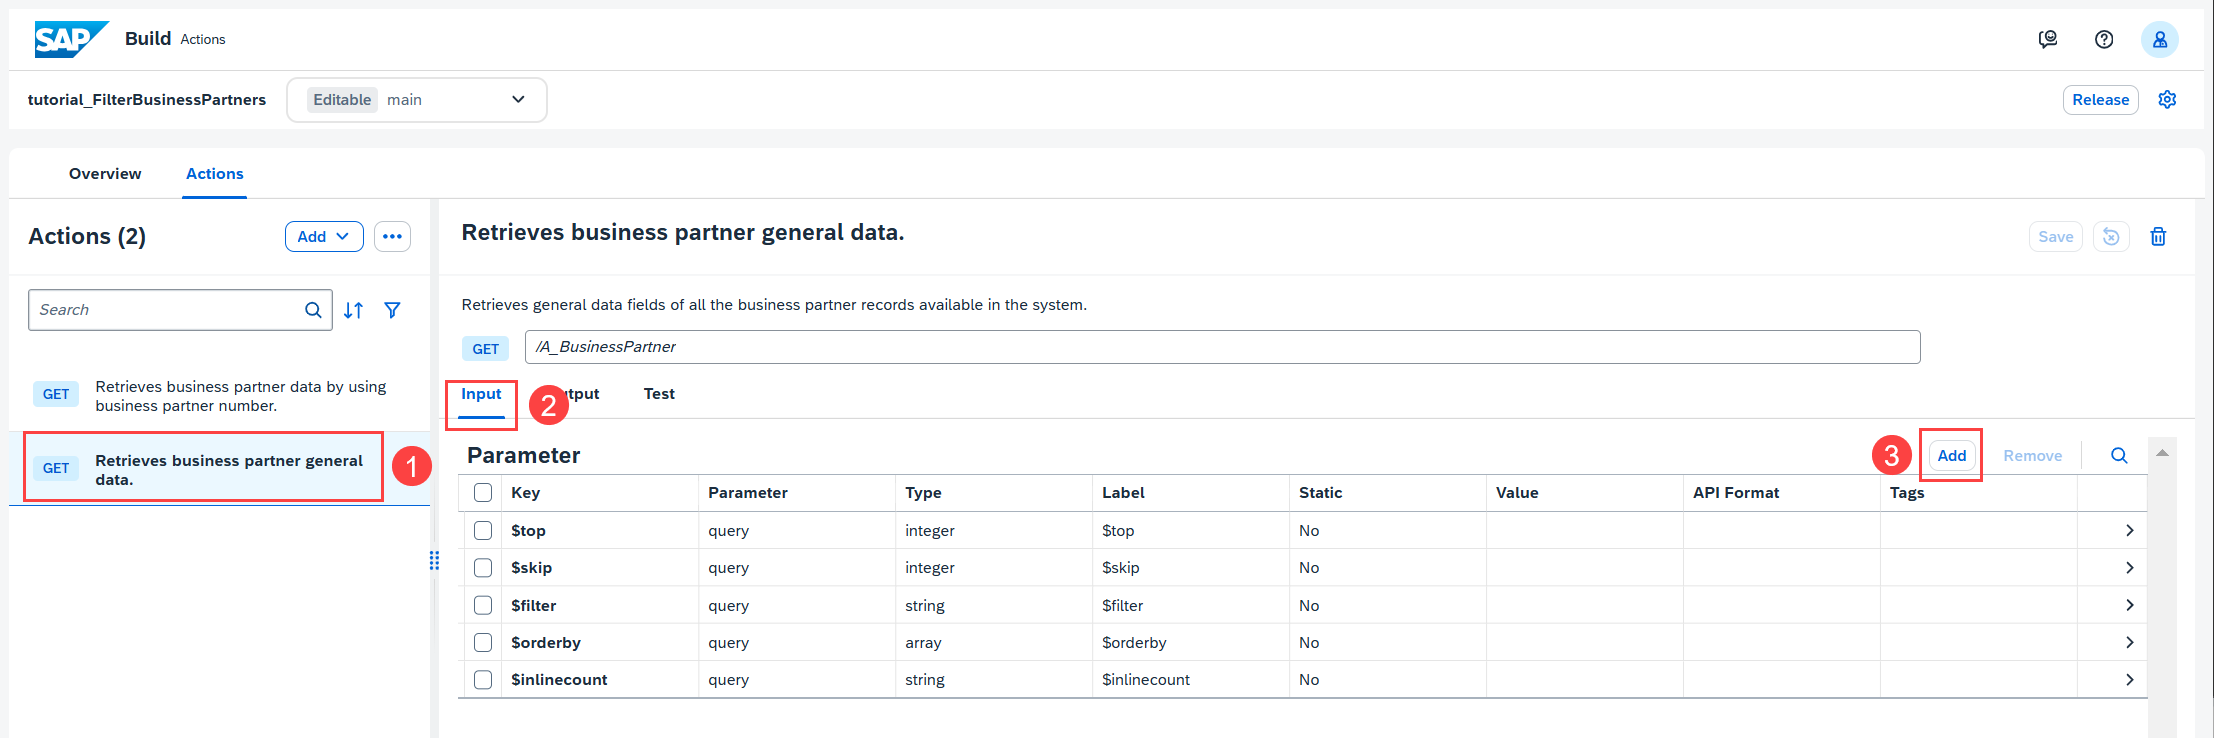 SAP Build Actions
tutorial_FilterBusinessPartners Editable main Release
Overview Actions
Actions (2) Add
Search
GET Retrieves business partner data by using
business partner number.
GET Retrieves business partner general
data.
1
Retrieves business partner general data. Save
Retrieves general data fields of all the business partner records available in the system.
GET /A_BusinessPartner
Input 2 tput Test
Parameter 3 Add Remove
Key Parameter Type Label Static Value API Format Tags
$top query integer $top No
$skip query integer $skip No
$filter query string $filter No
$orderby query array $orderby No
$inlinecount query string $inlinecount No